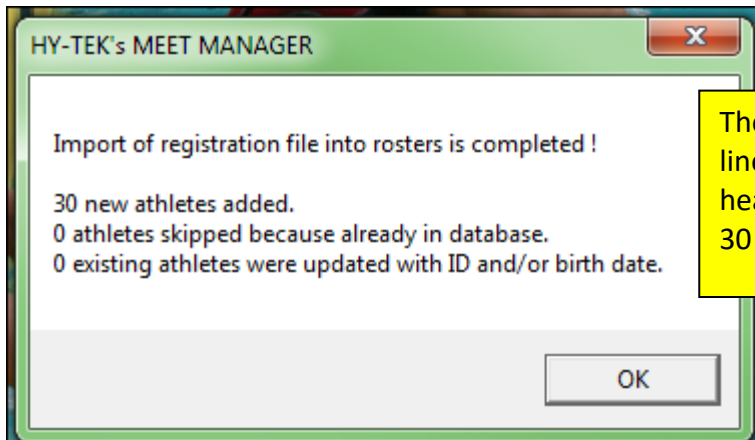 HY-TEK's MEET MANAGER
Import of registration file into rosters is completed !
30 new athletes added.
0 athletes skipped because already in database.
0 existing athletes were updated with ID and/or birth date.
OK
30